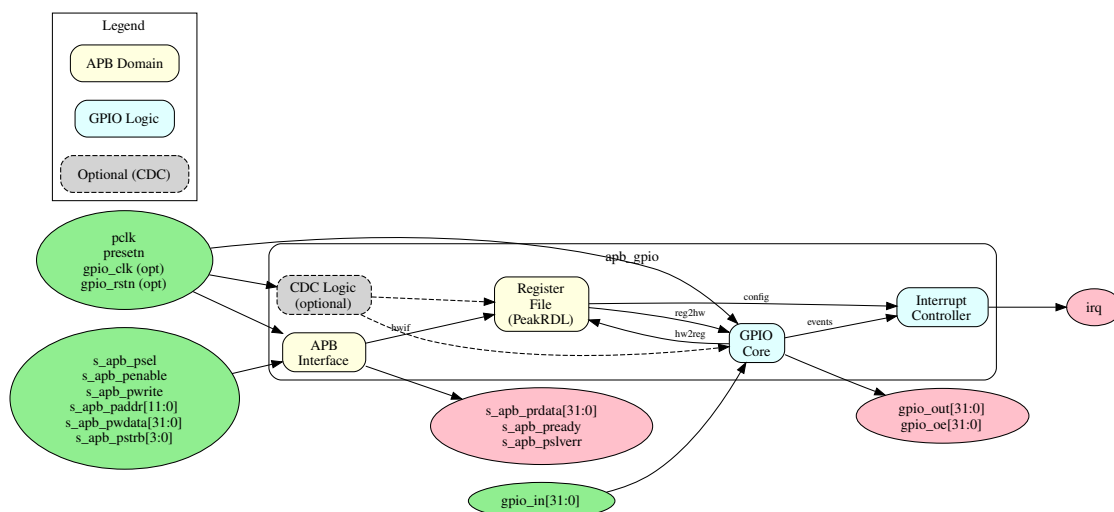 Legend
APB Domain
GPIO Logic
Optional (CDC)
pclk
presetn
gpio_clk (opt)
gpio_rstn (opt)
apb_gpio
CDC Logic
(optional)
Register
File
(PeakRDL)
config
Interrupt
Controller
irq
reg2hw
events
hwif
hw2reg
GPIO
Core
APB
Interface
s_apb_psel
s_apb_penable
s_apb_pwrite
s_apb_paddr[11:0]
s_apb_pwdata[31:0]
s_apb_pstrb[3:0]
s_apb_prdata[31:0]
s_apb_pready
s_apb_pslverr
gpio_out[31:0]
gpio_oe[31:0]
gpio_in[31:0]